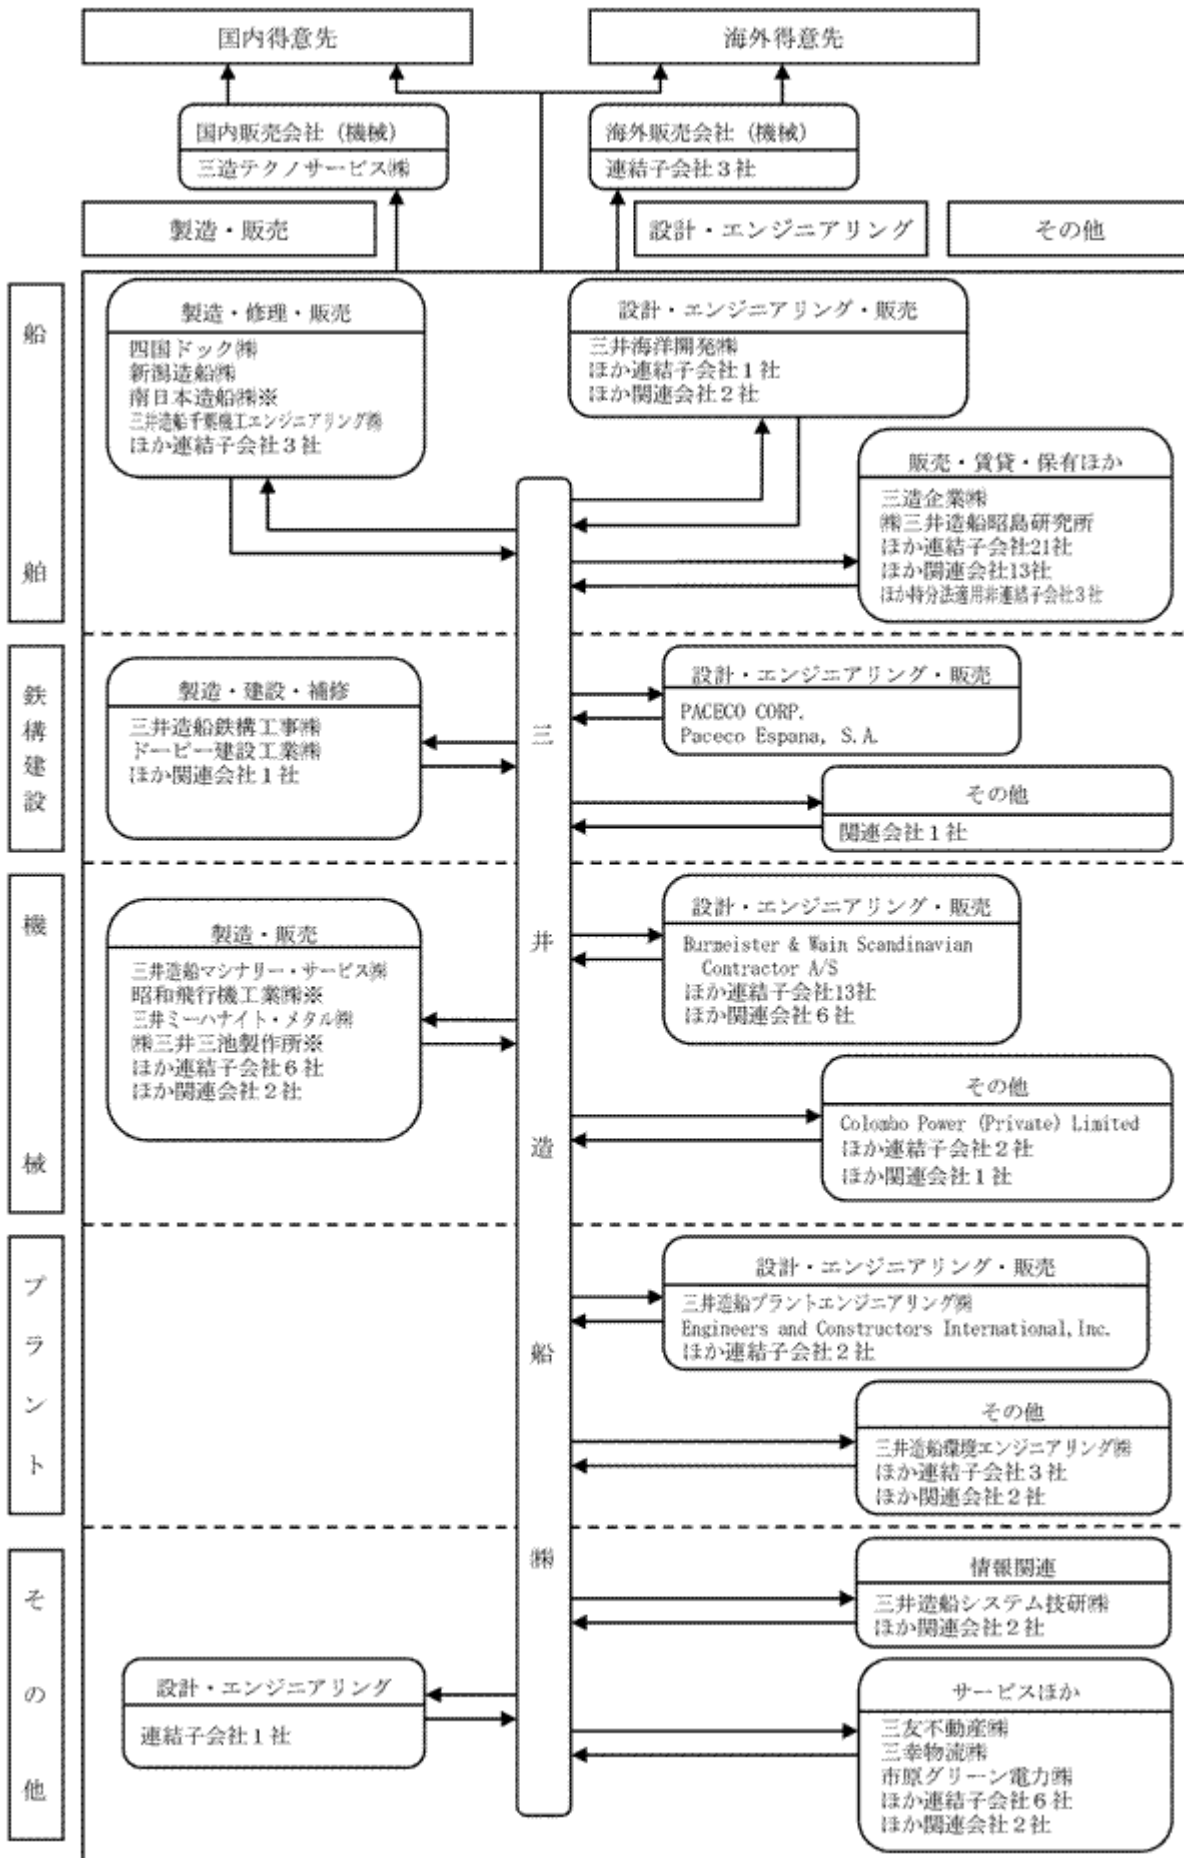 国内得意先
海外得意先
国内販売会社（機械）
三造テクノサービス㈱
海外販売会社（機械）
連結子会社３社
製造・販売
設計・エンジニアリング
その他
船舶
製造・修理・販売
四国ドック㈱
新潟造船㈱
南日本造船㈱※
三井造船千葉機工エンジニアリング㈱
ほか連結子会社３社
設計・エンジニアリング・販売
三井海洋開発㈱
ほか連結子会社１社
ほか関連会社２社
販売・賃貸・保有ほか
三造企業㈱
㈱三井造船昭島研究所
ほか連結子会社21社
ほか関連会社13社
ほか持分法適用非連結子会社３社
三井造船㈱
鉄構建設
製造・建設・補修
三井造船鉄構工事㈱
ドーピー建設工業㈱
ほか関連会社１社
設計・エンジニアリング・販売
PACECO CORP.
Paceco Espana, S.A.
その他
関連会社１社
機械
製造・販売
三井造船マシナリー・サービス㈱
昭和飛行機工業㈱※
三井ミーハナイト・メタル㈱
㈱三井三池製作所※
ほか連結子会社６社
ほか関連会社２社
設計・エンジニアリング・販売
Burmeister & Wain Scandinavian
Contractor A/S
ほか連結子会社13社
ほか関連会社６社
その他
Colombo Power (Private) Limited
ほか連結子会社２社
ほか関連会社１社
プラント
設計・エンジニアリング・販売
三井造船プラントエンジニアリング㈱
Engineers and Constructors International,Inc.
ほか連結子会社２社
その他
三井造船環境エンジニアリング㈱
ほか連結子会社３社
ほか関連会社２社
その他
情報関連
三井造船システム技研㈱
ほか関連会社２社
設計・エンジニアリング
連結子会社１社
サービスほか
三友不動産㈱
三幸物流㈱
市原グリーン電力㈱
ほか連結子会社６社
ほか関連会社２社